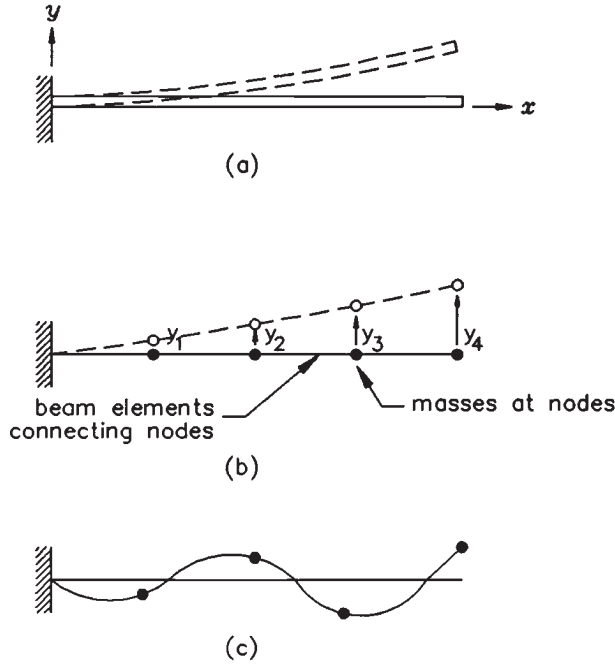 y
x
(a)
y1 y2 y3 y4
beam elements
connecting nodes
masses at nodes
(b)
(c)